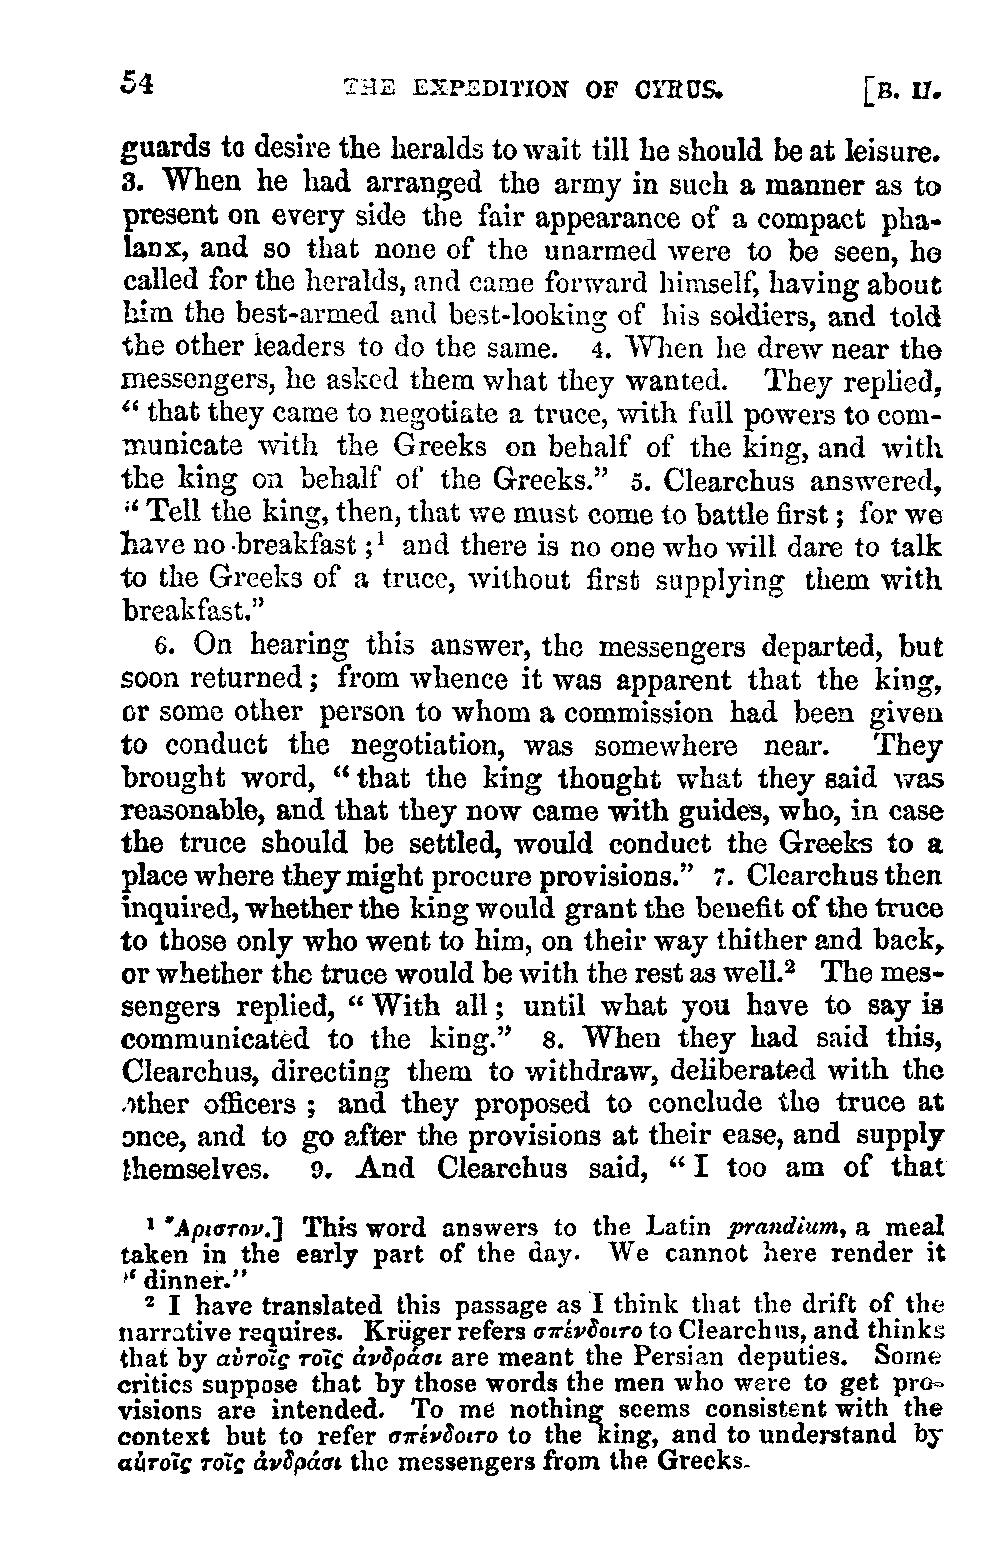 54 THE EXPEDITION OF CYRUS. [B. II.
guards to desire the heralds to wait till he should be at leisure.
3. When he had arranged the army in such a manner as to
present on every side the fair appearance of a compact pha-
lanx, and so that none of the unarmed were to be seen, he
called for the heralds, and came forward himself, having about
him the best-armed and best-looking of his soldiers, and told
the other leaders to do the same. 4. When he drew near the
messengers, he asked them what they wanted. They replied,
“ that they came to negotiate a truce, with full powers to com-
municate with the Greeks on behalf of the king, and with
the king on behalf of the Greeks.” 5. Clearchus answered,
“ Tell the king, then, that we must come to battle first ; for we
have no breakfast ;¹ and there is no one who will dare to talk
to the Greeks of a truce, without first supplying them with
breakfast.”
6. On hearing this answer, the messengers departed, but
soon returned ; from whence it was apparent that the king,
or some other person to whom a commission had been given
to conduct the negotiation, was somewhere near. They
brought word, “ that the king thought what they said was
reasonable, and that they now came with guides, who, in case
the truce should be settled, would conduct the Greeks to a
place where they might procure provisions.” 7. Clearchus then
inquired, whether the king would grant the benefit of the truce
to those only who went to him, on their way thither and back,
or whether the truce would be with the rest as well.² The mes-
sengers replied, “ With all ; until what you have to say is
communicated to the king.” 8. When they had said this,
Clearchus, directing them to withdraw, deliberated with the
other officers ; and they proposed to conclude the truce at
once, and to go after the provisions at their ease, and supply
themselves. 9. And Clearchus said, “ I too am of that
¹ Ἄριστον.] This word answers to the Latin prandium, a meal
taken in the early part of the day. We cannot here render it
“ dinner.”
² I have translated this passage as I think that the drift of the
narrative requires. Krüger refers σπένδοιτο to Clearchus, and thinks
that by αὐτοῖς τοῖς ἀνδράσι are meant the Persian deputies. Some
critics suppose that by those words the men who were to get pro-
visions are intended. To me nothing seems consistent with the
context but to refer σπένδοιτο to the king, and to understand by
αὐτοῖς τοῖς ἀνδράσι the messengers from the Greeks.